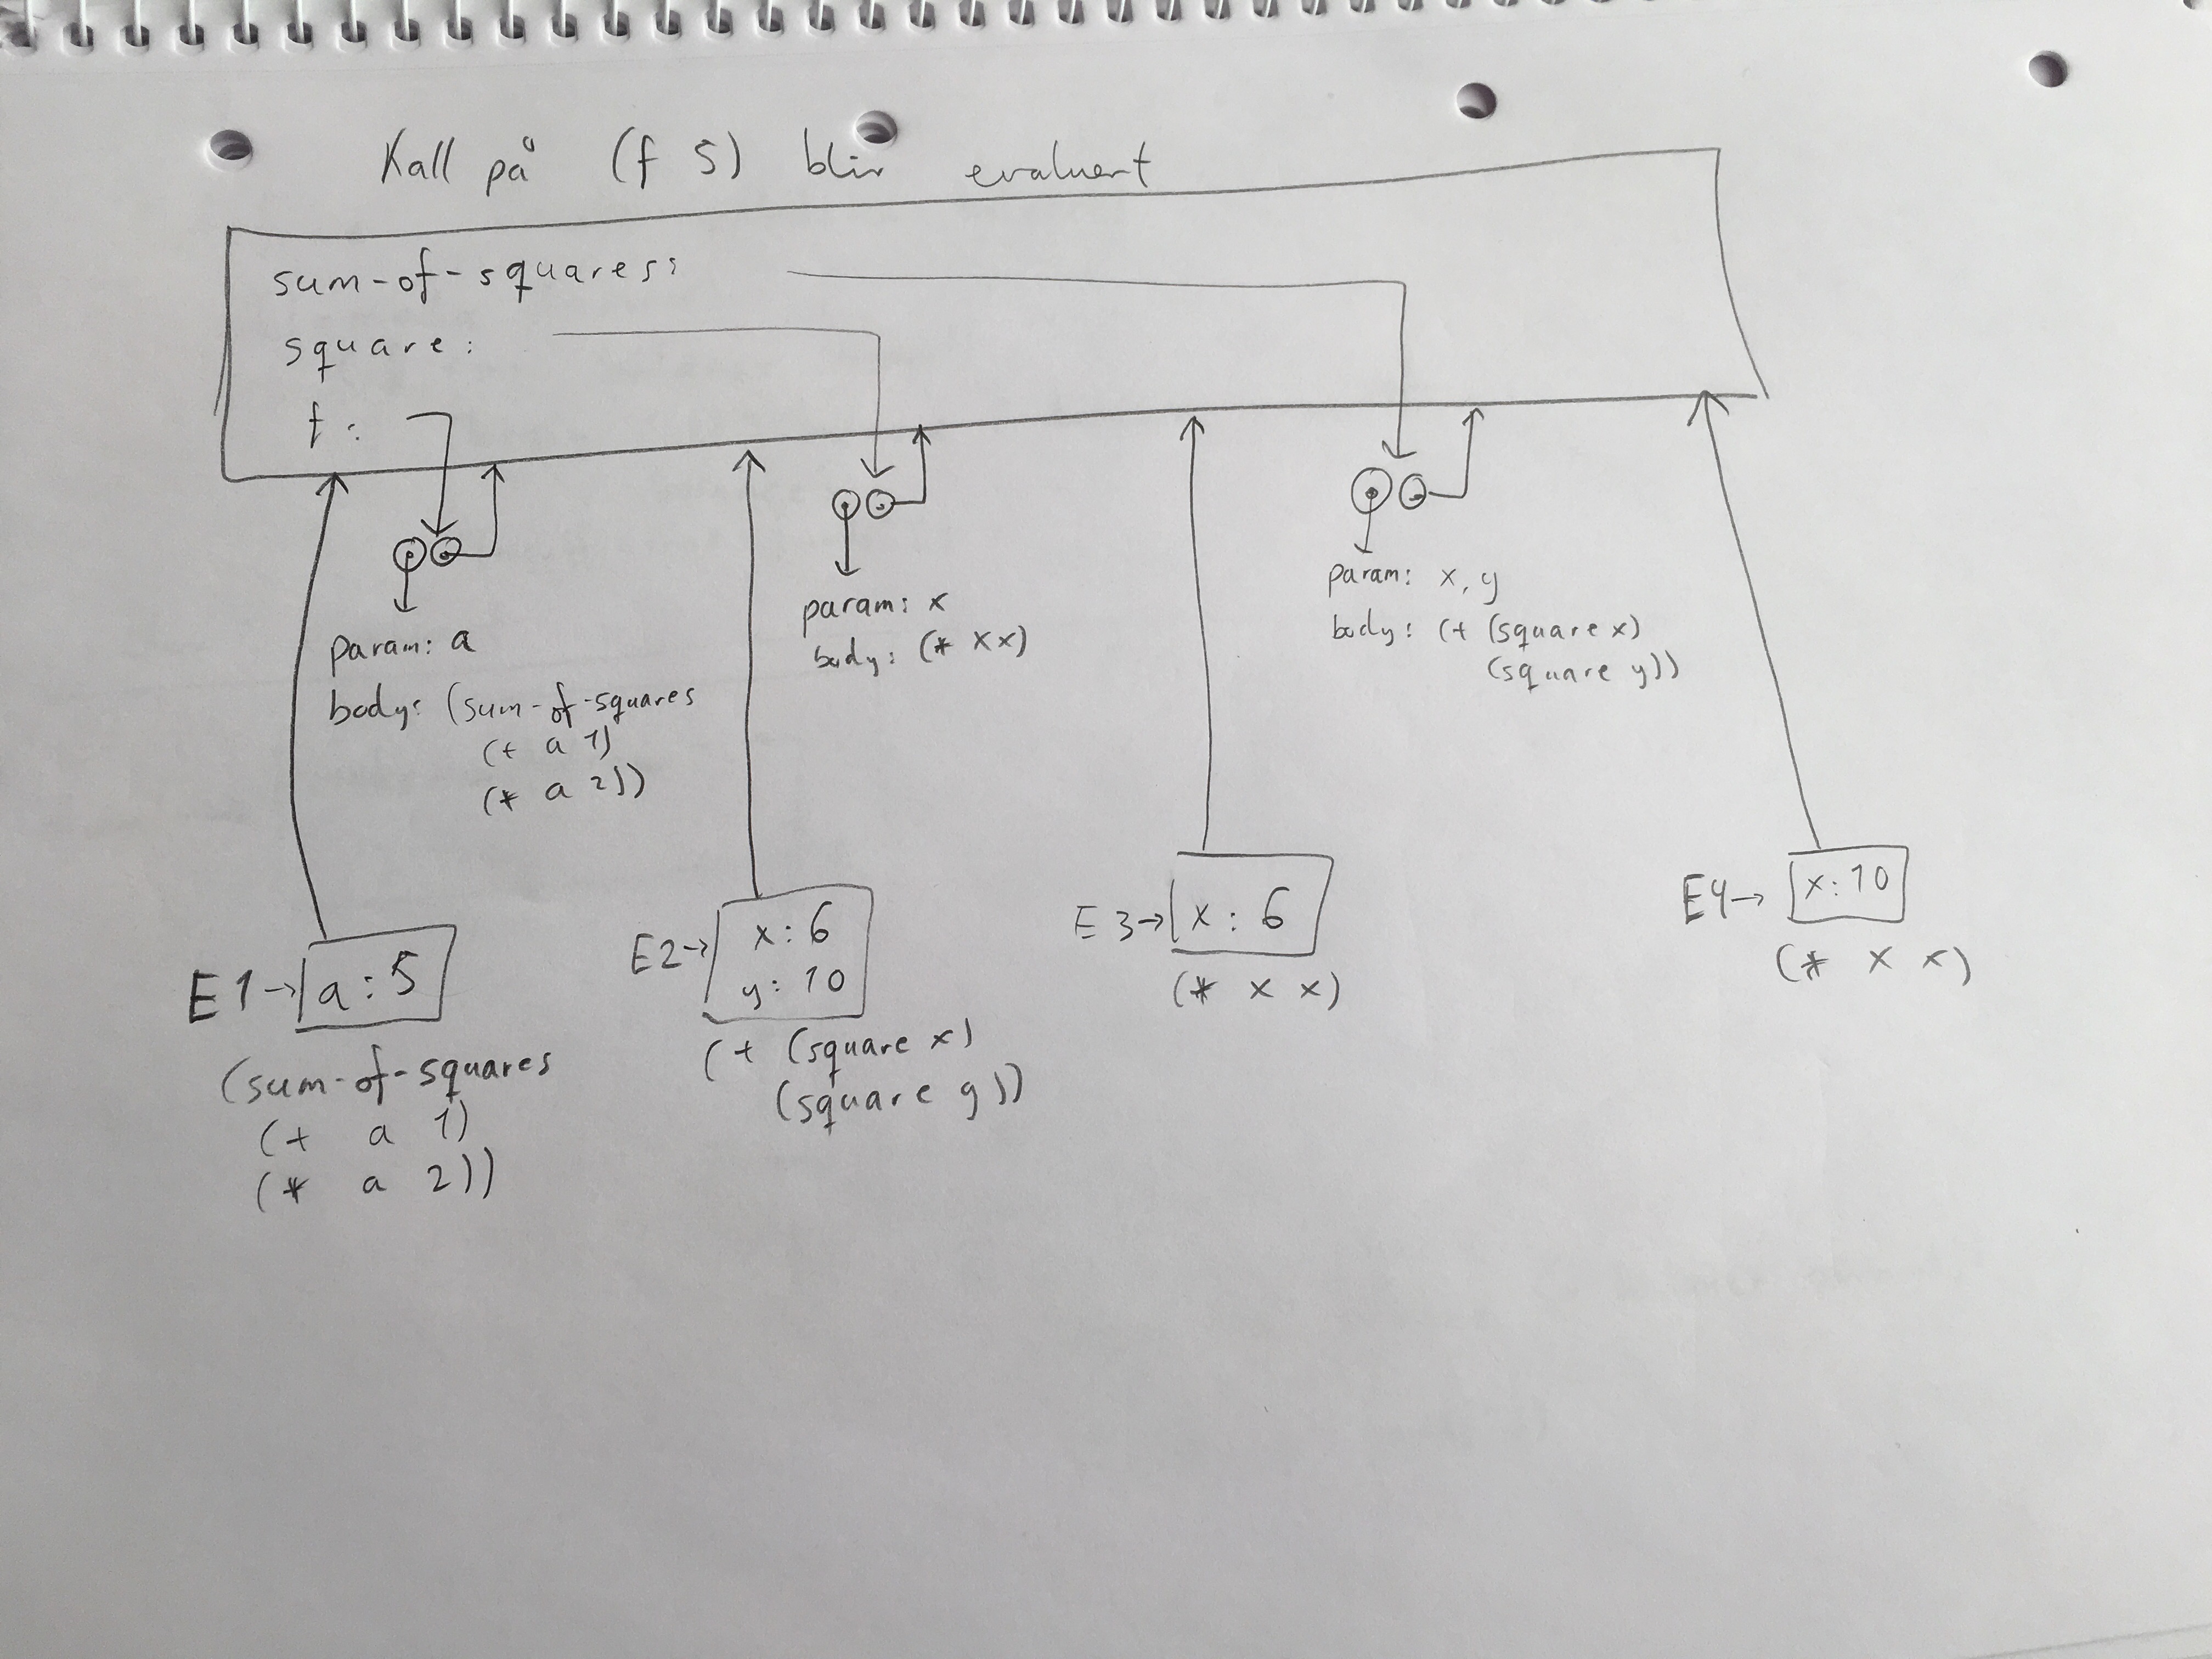 Kall på (f 5) blir evaluert
sum-of-squares:
square:
f:
param: a
body: (sum-of-squares
(+ a 1)
(* a 2))
param: x
body: (* x x)
param: x, y
body: (+ (square x)
(square y))
E1→ a: 5
(sum-of-squares
(+ a 1)
(* a 2))
E2→ x: 6
y: 10
(+ (square x)
(square y))
E3→ x: 6
(* x x)
E4→ x: 10
(* x x)